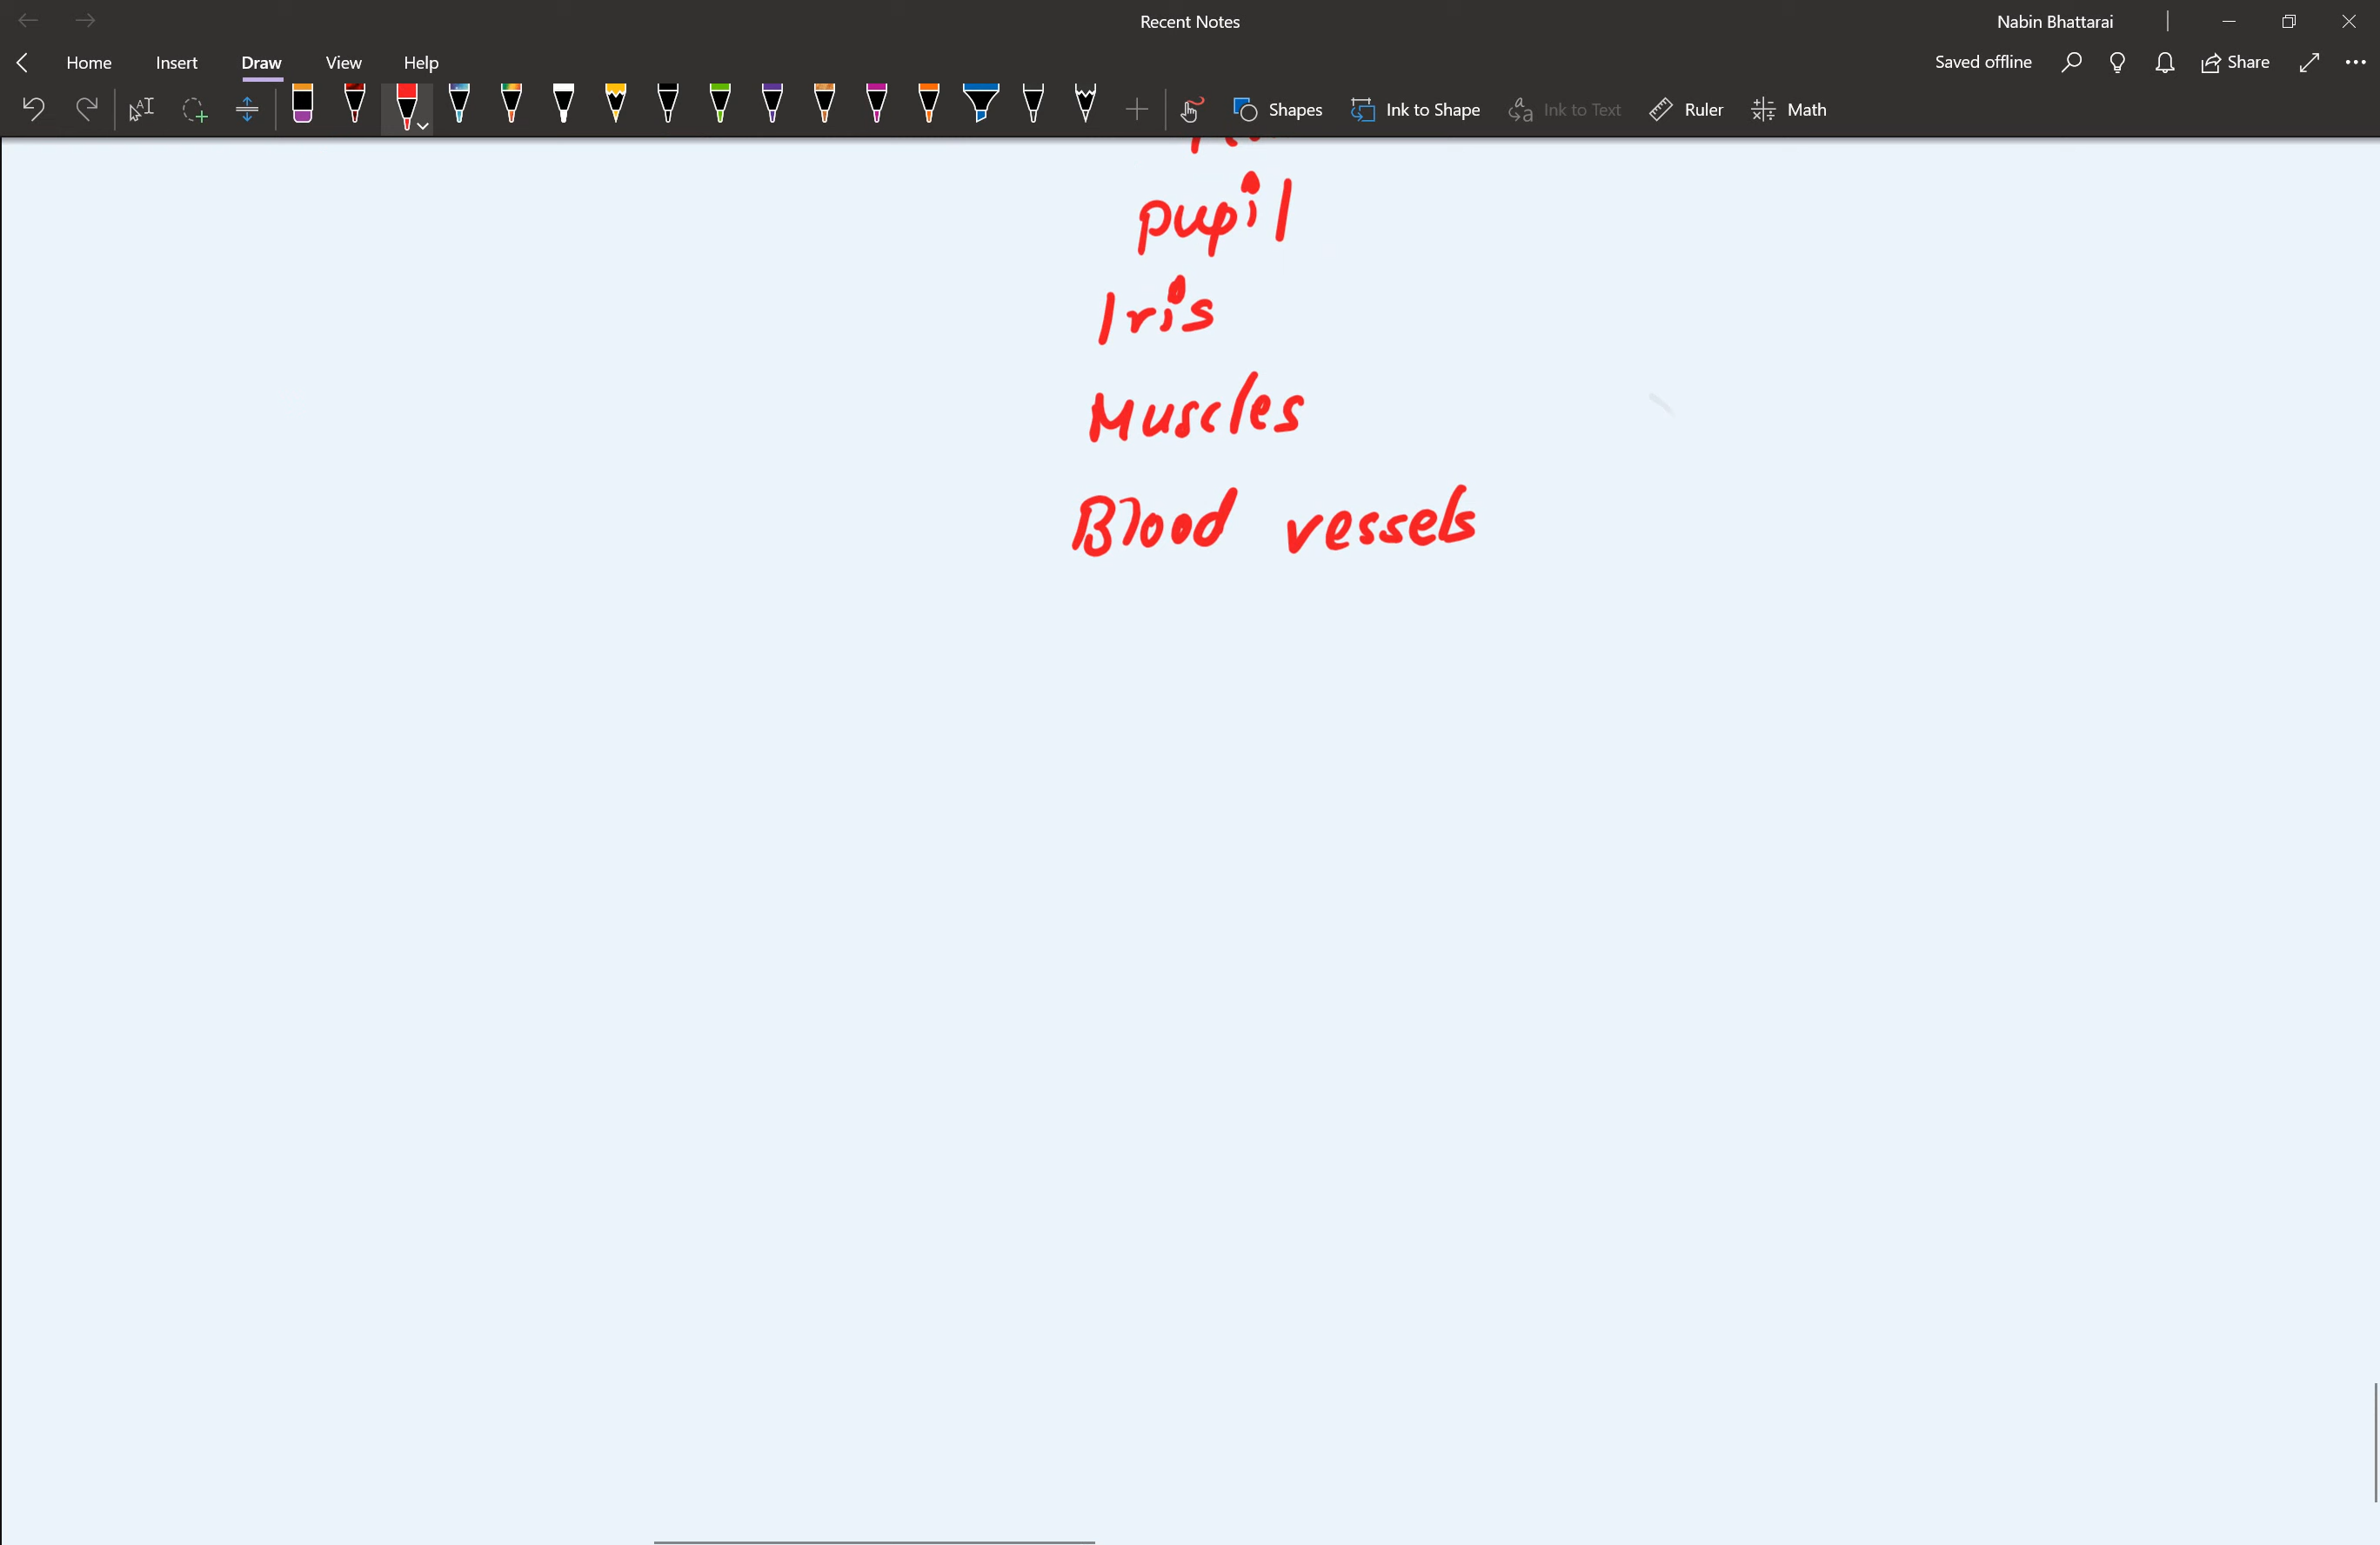 Recent Notes
Nabin Bhattarai
Home Insert Draw View Help
Saved offline
Share
Shapes Ink to Shape Ink to Text Ruler Math
pupil
Iris
Muscles
Blood vessels